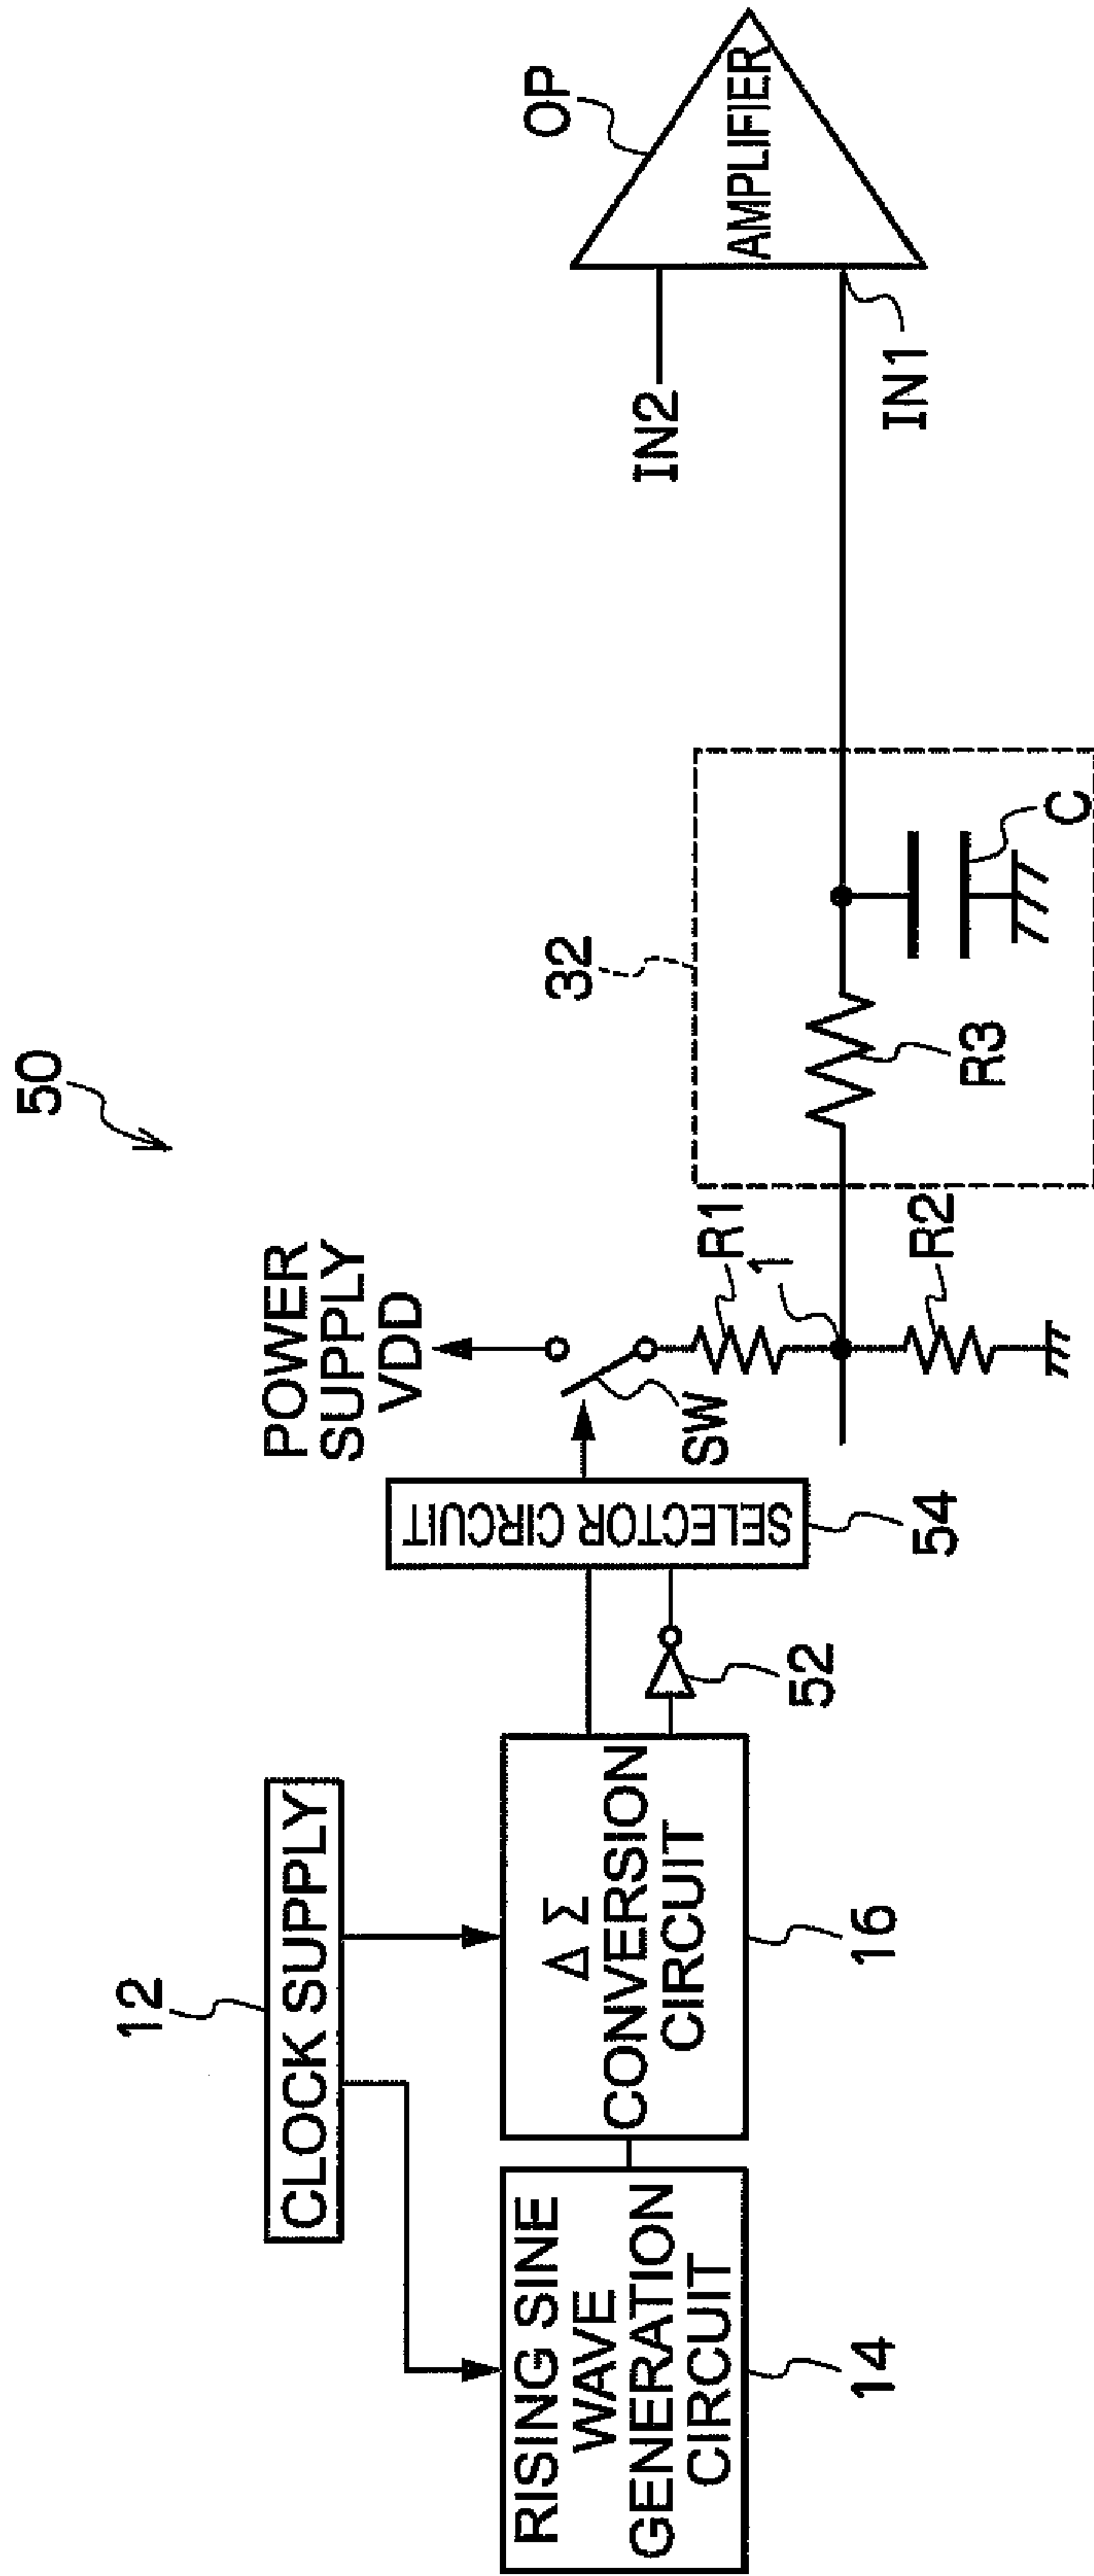 50
12
CLOCK SUPPLY
POWER
SUPPLY
VDD
OP
AMPLIFIER
IN2
IN1
32
RISING SINE
WAVE
GENERATION
CIRCUIT
14
Δ Σ
CONVERSION
CIRCUIT
16
52
SELECTOR CIRCUIT
54
SW
R1
1
R2
R3
C